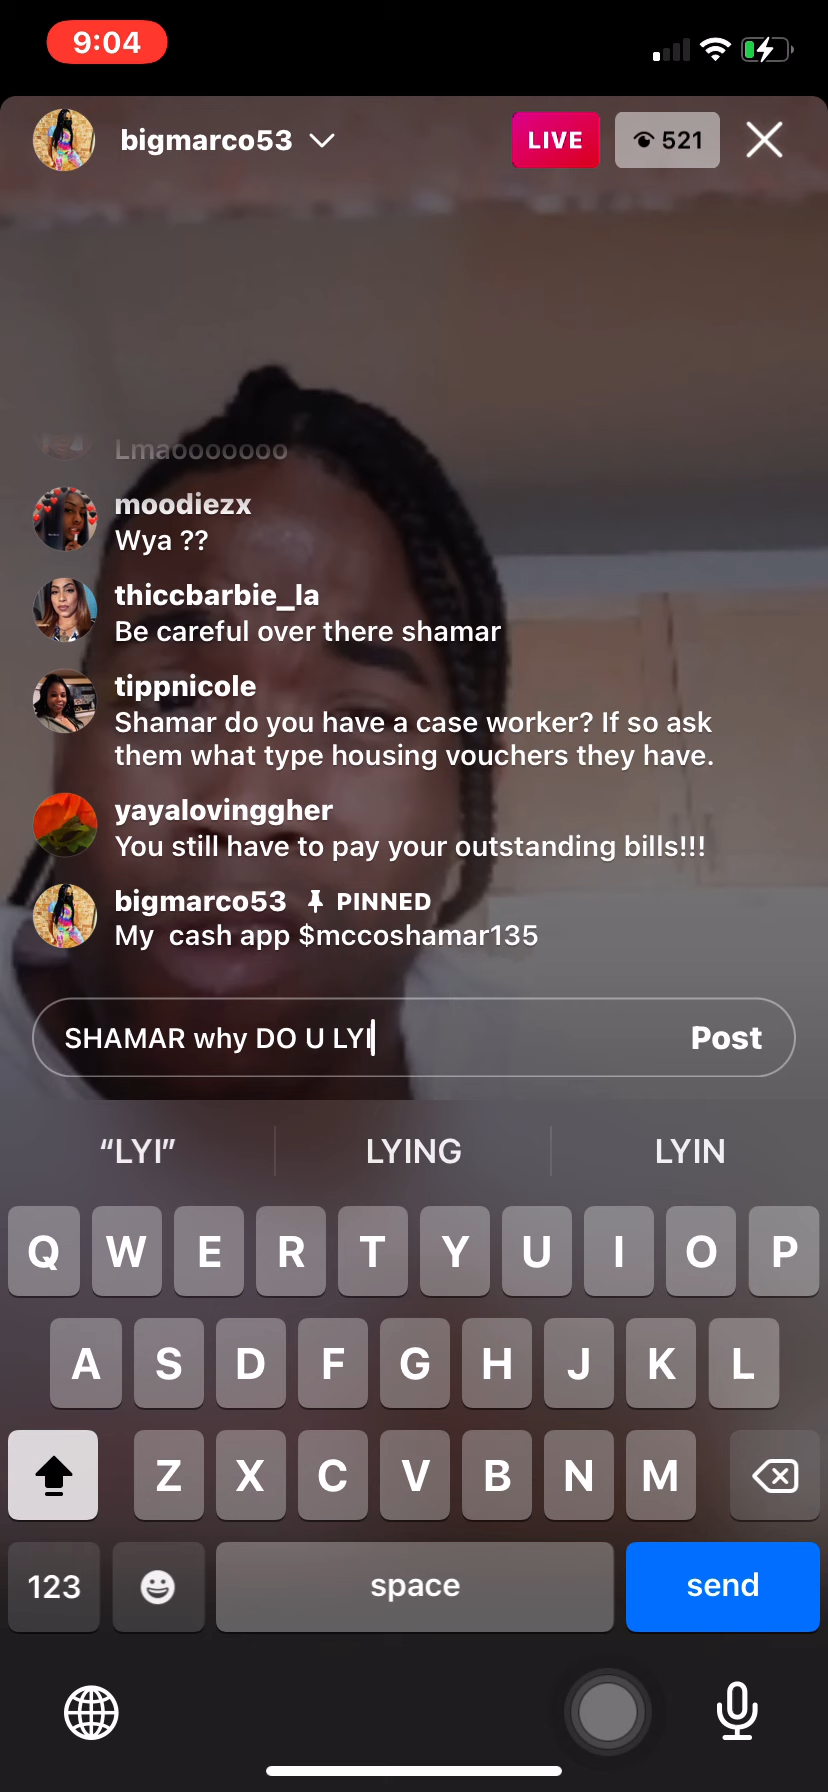 9:04
bigmarco53
LIVE
521
Lmaooooooo
moodiezx
Wya ??
thiccbarbie_la
Be careful over there shamar
tippnicole
Shamar do you have a case worker? If so ask
them what type housing vouchers they have.
yayalovinggher
You still have to pay your outstanding bills!!!
bigmarco53 PINNED
My cash app $mccoshamar135
SHAMAR why DO U LYI
Post
“LYI” LYING LYIN
Q W E R T Y U I O P
A S D F G H J K L
Z X C V B N M
123 space send